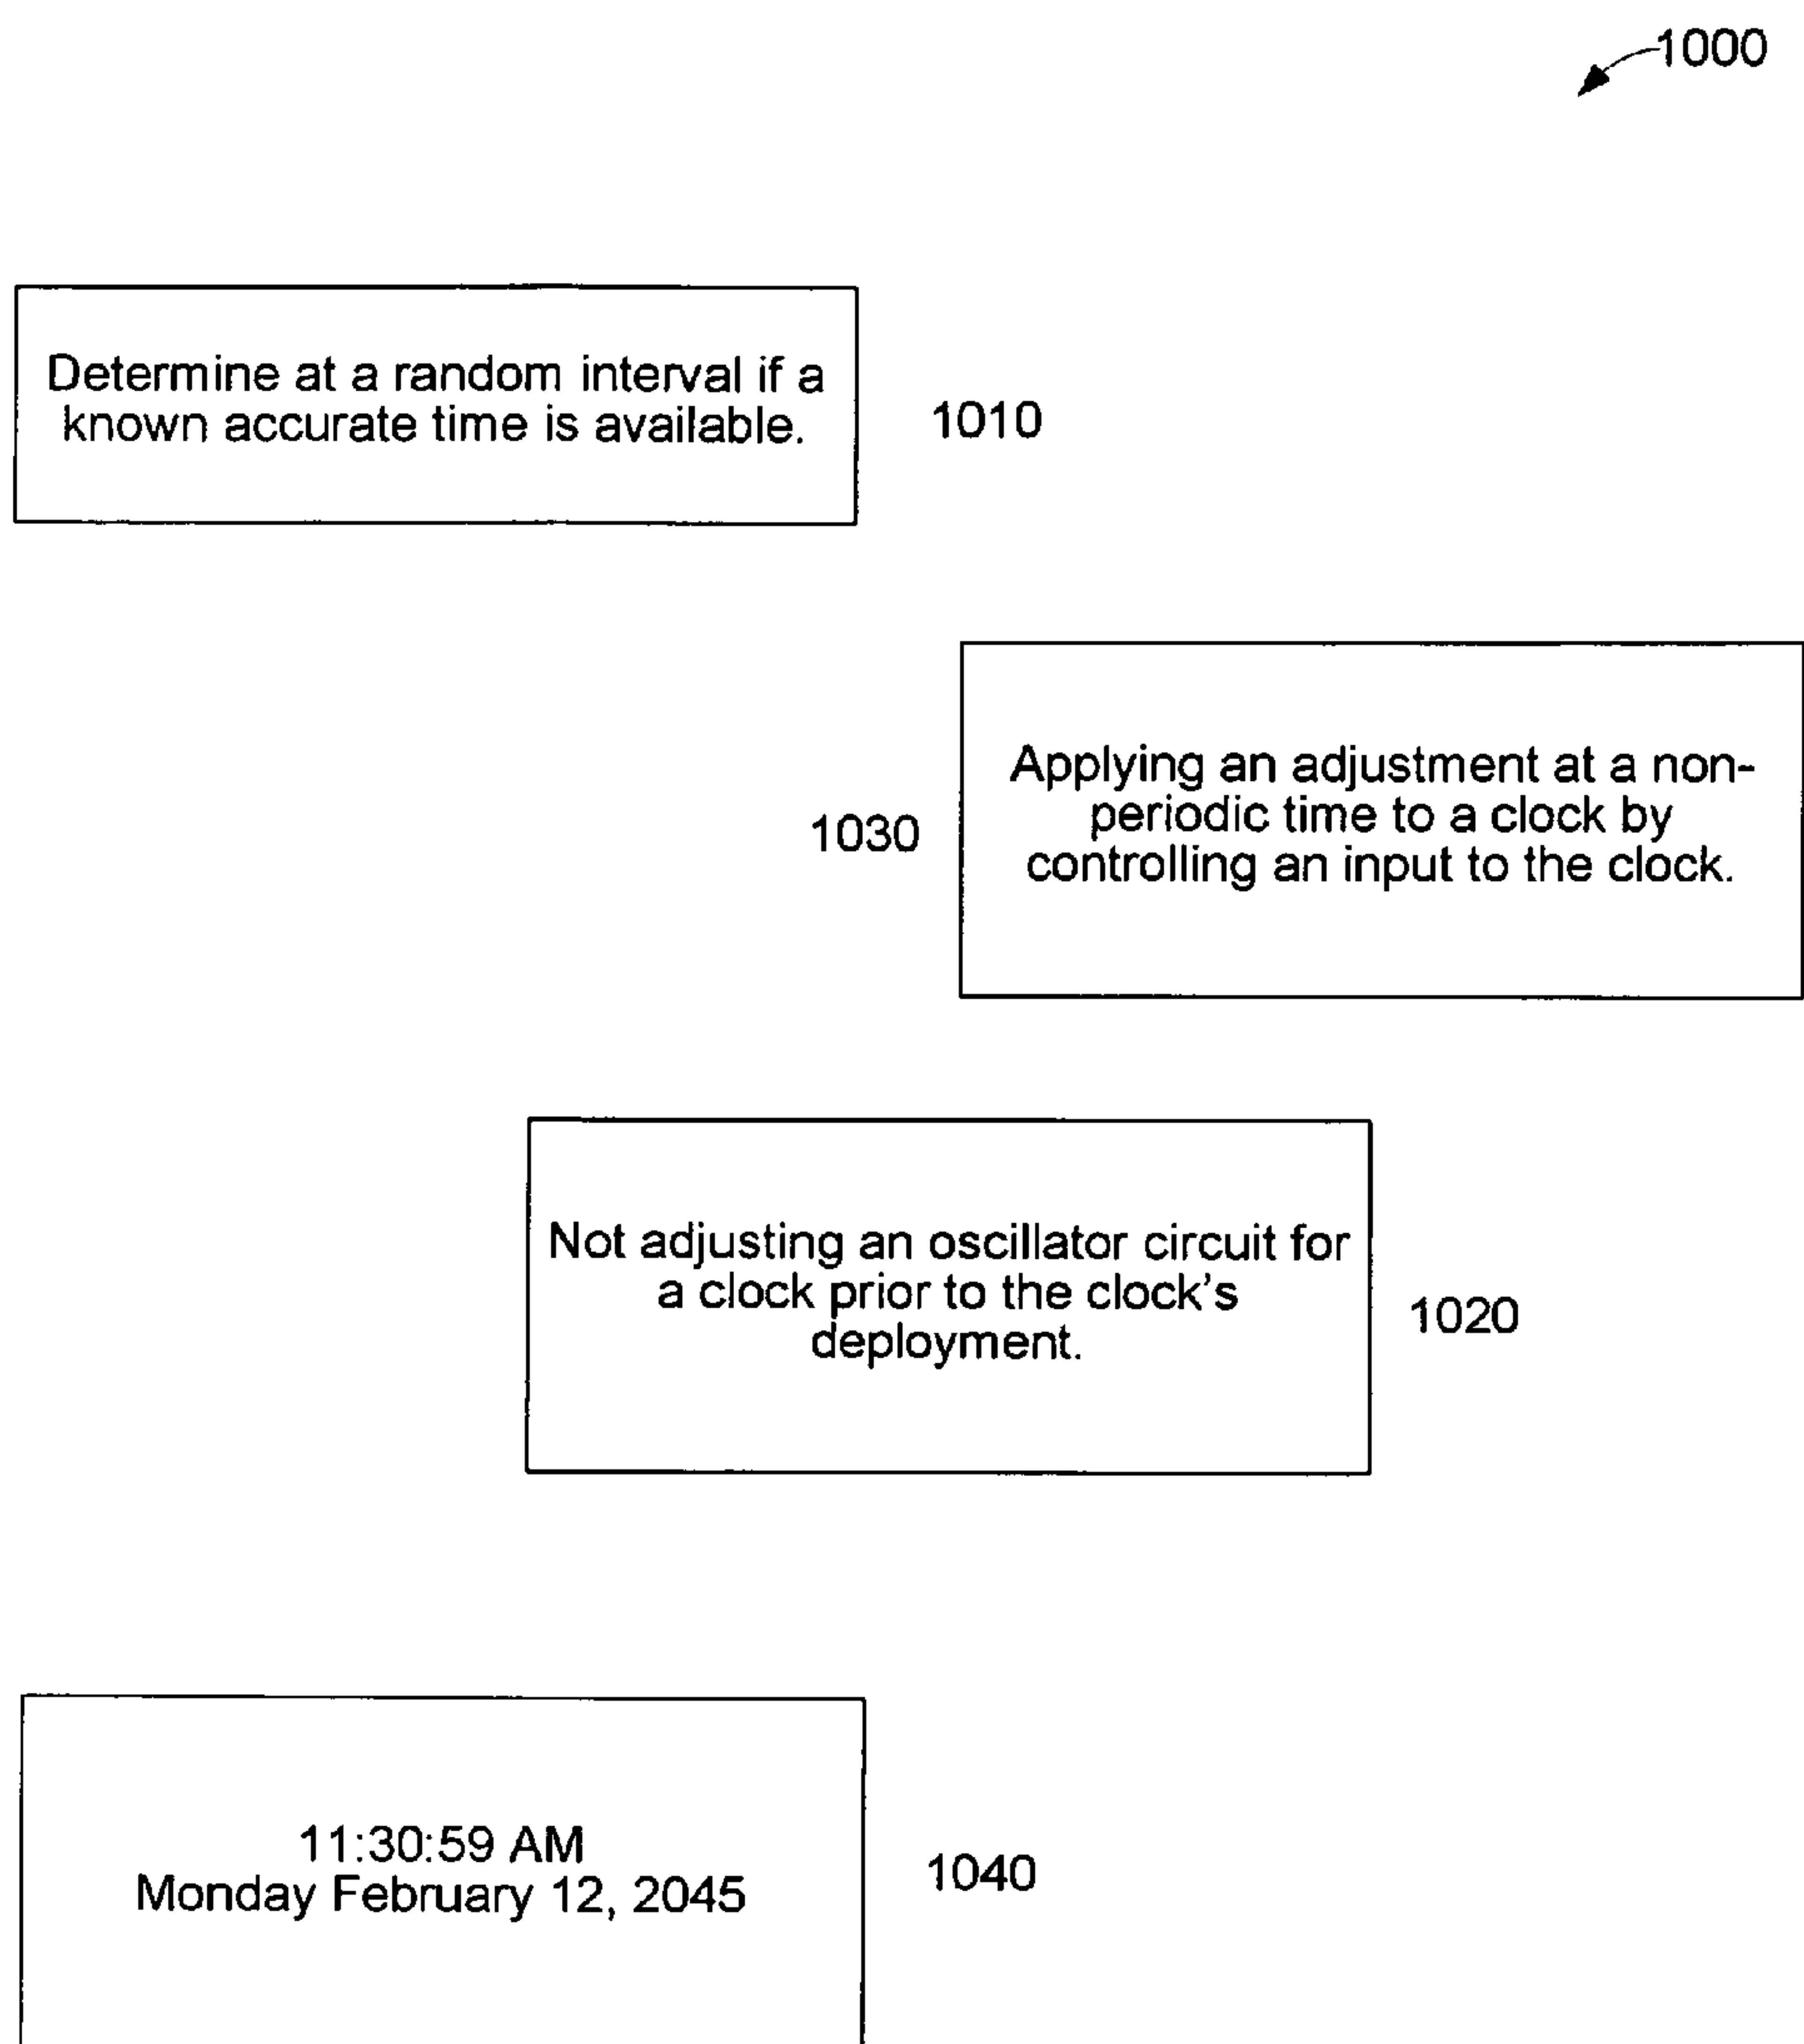 1000
Determine at a random interval if a
known accurate time is available.
1010
Applying an adjustment at a non-
periodic time to a clock by
controlling an input to the clock.
1030
Not adjusting an oscillator circuit for
a clock prior to the clock's
deployment.
1020
11:30:59 AM
Monday February 12, 2045
1040